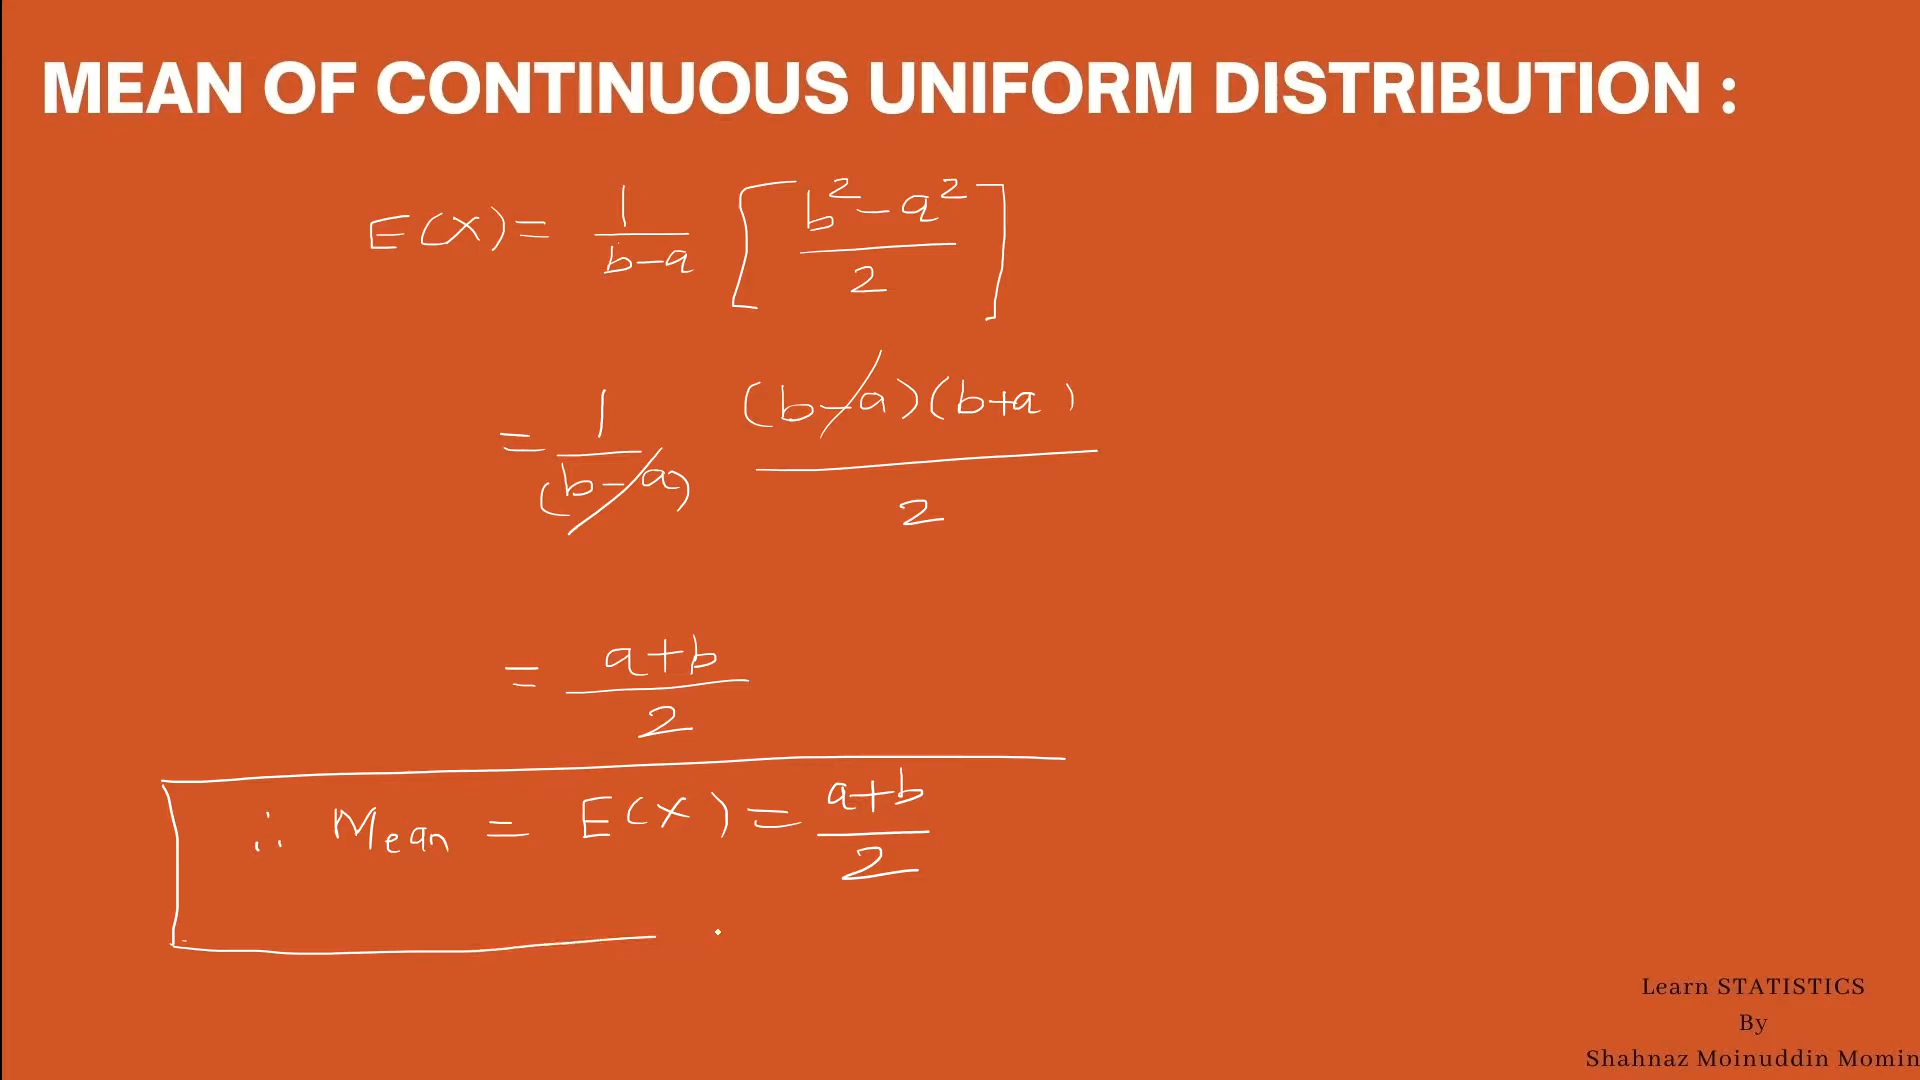 MEAN OF CONTINUOUS UNIFORM DISTRIBUTION :
E(X) = 1/(b-a) [ (b²-a²)/2 ]
= 1/(b-a) (b-a)(b+a)/2
= (a+b)/2
∴ Mean = E(X) = (a+b)/2
Learn STATISTICS
By
Shahnaz Moinuddin Momin